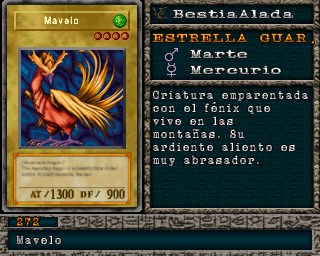 Mavelo
BestiaAlada
ESTRELLA GUAR.
Marte
Mercurio
Criatura emparentada
con el fénix que
vive en las
montañas. Su
ardiente aliento es
muy abrasador.
AT/1300 DF/ 900
272
Mavelo